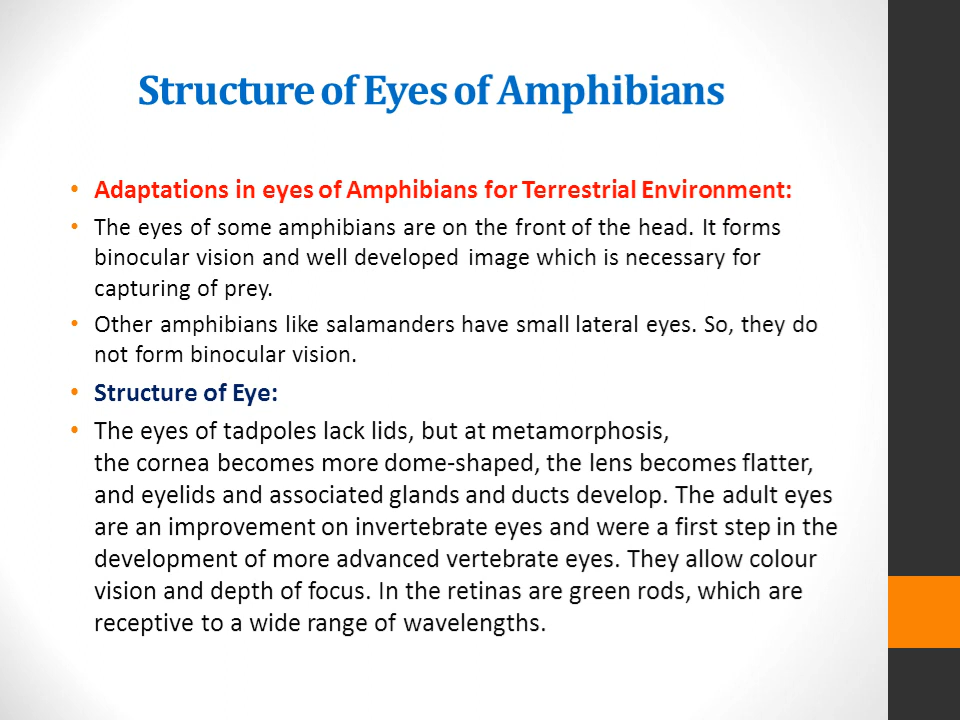 Structure of Eyes of Amphibians
• Adaptations in eyes of Amphibians for Terrestrial Environment:
• The eyes of some amphibians are on the front of the head. It forms
binocular vision and well developed image which is necessary for
capturing of prey.
• Other amphibians like salamanders have small lateral eyes. So, they do
not form binocular vision.
• Structure of Eye:
• The eyes of tadpoles lack lids, but at metamorphosis,
the cornea becomes more dome-shaped, the lens becomes flatter,
and eyelids and associated glands and ducts develop. The adult eyes
are an improvement on invertebrate eyes and were a first step in the
development of more advanced vertebrate eyes. They allow colour
vision and depth of focus. In the retinas are green rods, which are
receptive to a wide range of wavelengths.